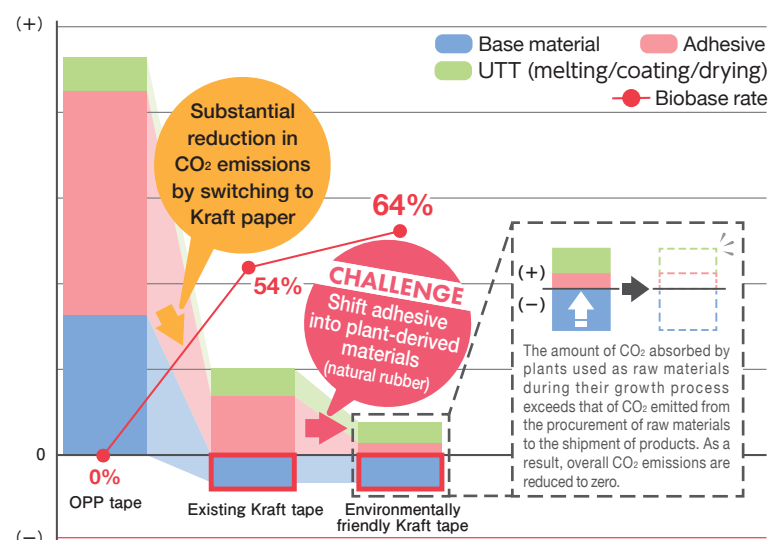 (+)
Base material
Adhesive
UTT (melting/coating/drying)
Biobase rate
Substantial
reduction in
CO2 emissions
by switching to
Kraft paper
64%
54%
CHALLENGE
Shift adhesive
into plant-derived
materials
(natural rubber)
(+)
(−)
The amount of CO2 absorbed by
plants used as raw materials
during their growth process
exceeds that of CO2 emitted from
the procurement of raw materials
to the shipment of products. As a
result, overall CO2 emissions are
reduced to zero.
0
0%
OPP tape
Existing Kraft tape
Environmentally
friendly Kraft tape
(−)